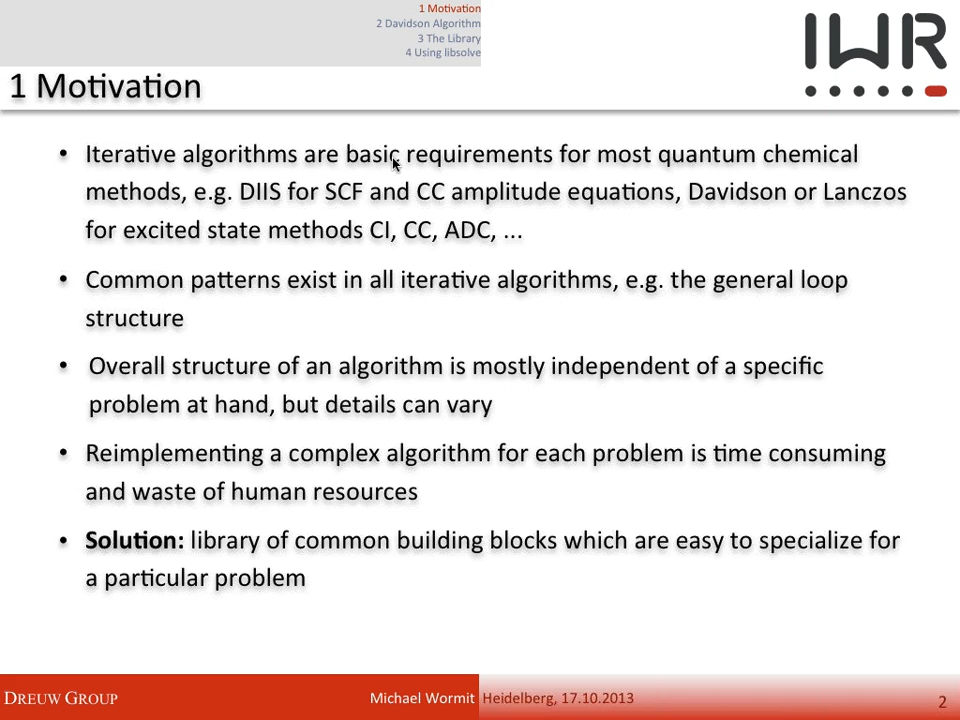 1 Motivation
2 Davidson Algorithm
3 The Library
4 Using libsolve
IWR
1 Motivation
• Iterative algorithms are basic requirements for most quantum chemical
methods, e.g. DIIS for SCF and CC amplitude equations, Davidson or Lanczos
for excited state methods CI, CC, ADC, ...
• Common patterns exist in all iterative algorithms, e.g. the general loop
structure
• Overall structure of an algorithm is mostly independent of a specific
problem at hand, but details can vary
• Reimplementing a complex algorithm for each problem is time consuming
and waste of human resources
• Solution: library of common building blocks which are easy to specialize for
a particular problem
DREUW GROUP
Michael Wormit Heidelberg, 17.10.2013
2